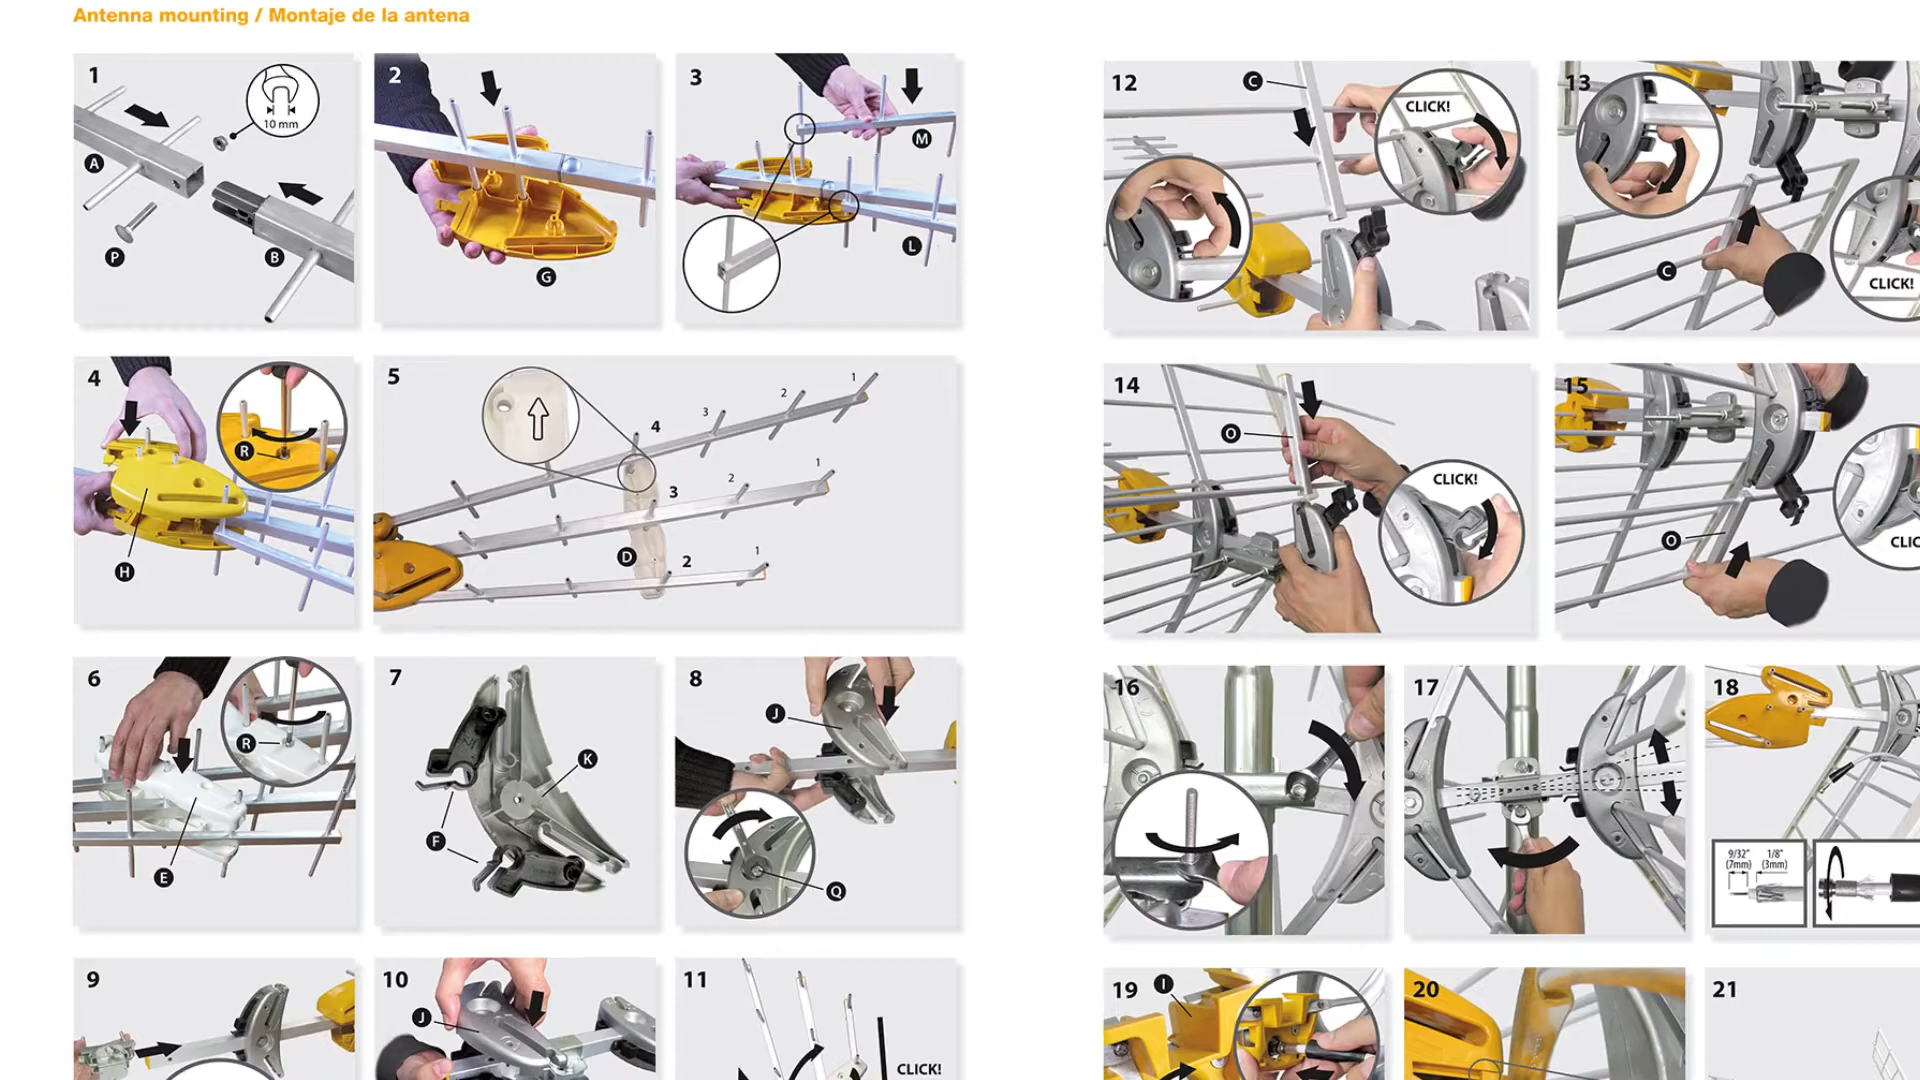 Antenna mounting / Montaje de la antena
1
10 mm
A
P
B
2
G
3
M
L
4
R
H
5
1
2
3
4
1
2
3
D
1
2
6
R
E
7
K
F
8
J
Q
9
10
J
11
CLICK!
12
C
CLICK!
13
C
CLICK!
14
O
CLICK!
15
O
CLIC
16
17
18
9/32"
(7mm)
1/8"
(3mm)
19
I
20
21